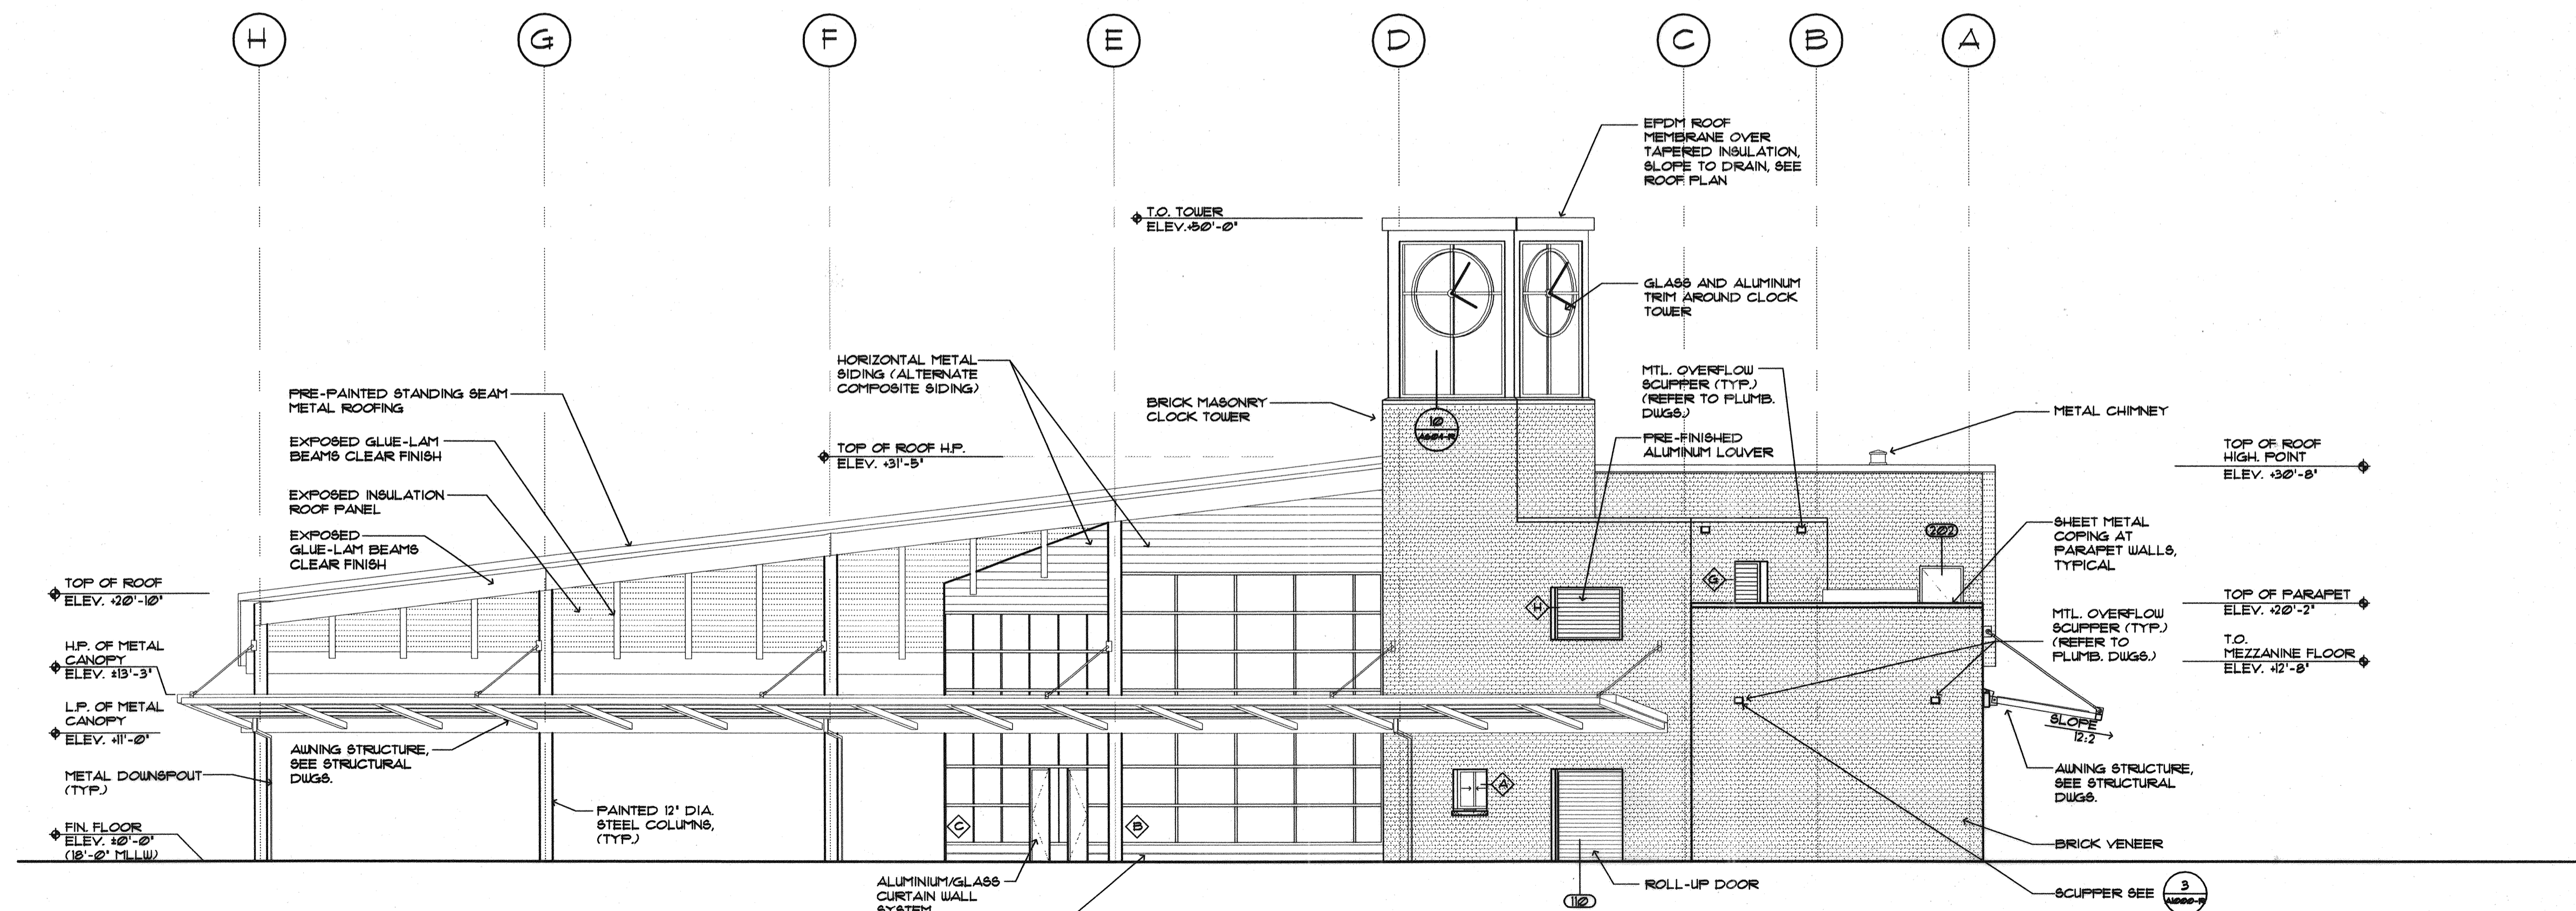 H
G
F
E
D
C
B
A
EPDM ROOF
MEMBRANE OVER
TAPERED INSULATION,
SLOPE TO DRAIN, SEE
ROOF PLAN
T.O. TOWER
ELEV.+50'-0"
GLASS AND ALUMINUM
TRIM AROUND CLOCK
TOWER
HORIZONTAL METAL
SIDING (ALTERNATE
COMPOSITE SIDING)
MTL. OVERFLOW
SCUPPER (TYP.)
(REFER TO PLUMB.
DWGS.)
PRE-PAINTED STANDING SEAM
METAL ROOFING
BRICK MASONRY
CLOCK TOWER
10
METAL CHIMNEY
EXPOSED GLUE-LAM
BEAMS CLEAR FINISH
TOP OF ROOF H.P.
ELEV. +31'-5"
PRE-FINISHED
ALUMINUM LOUVER
TOP OF ROOF
HIGH. POINT
ELEV. +30'-8"
EXPOSED INSULATION
ROOF PANEL
EXPOSED
GLUE-LAM BEAMS
CLEAR FINISH
202
SHEET METAL
COPING AT
PARAPET WALLS,
TYPICAL
TOP OF ROOF
ELEV. +20'-10"
G
H
TOP OF PARAPET
ELEV. +20'-2"
MTL. OVERFLOW
SCUPPER (TYP.)
(REFER TO
PLUMB. DWGS.)
T.O.
MEZZANINE FLOOR
ELEV. +12'-8"
H.P. OF METAL
CANOPY
ELEV. ±13'-3"
L.P. OF METAL
CANOPY
ELEV. +11'-0"
SLOPE
12:2
AWNING STRUCTURE,
SEE STRUCTURAL
DWGS.
METAL DOWNSPOUT
(TYP.)
A
AWNING STRUCTURE,
SEE STRUCTURAL
DWGS.
PAINTED 12" DIA.
STEEL COLUMNS,
(TYP.)
C
B
FIN. FLOOR
ELEV. ±0'-0"
(18'-0" MLLW)
BRICK VENEER
ALUMINIUM/GLASS
CURTAIN WALL
SYSTEM
ROLL-UP DOOR
110
SCUPPER SEE
3